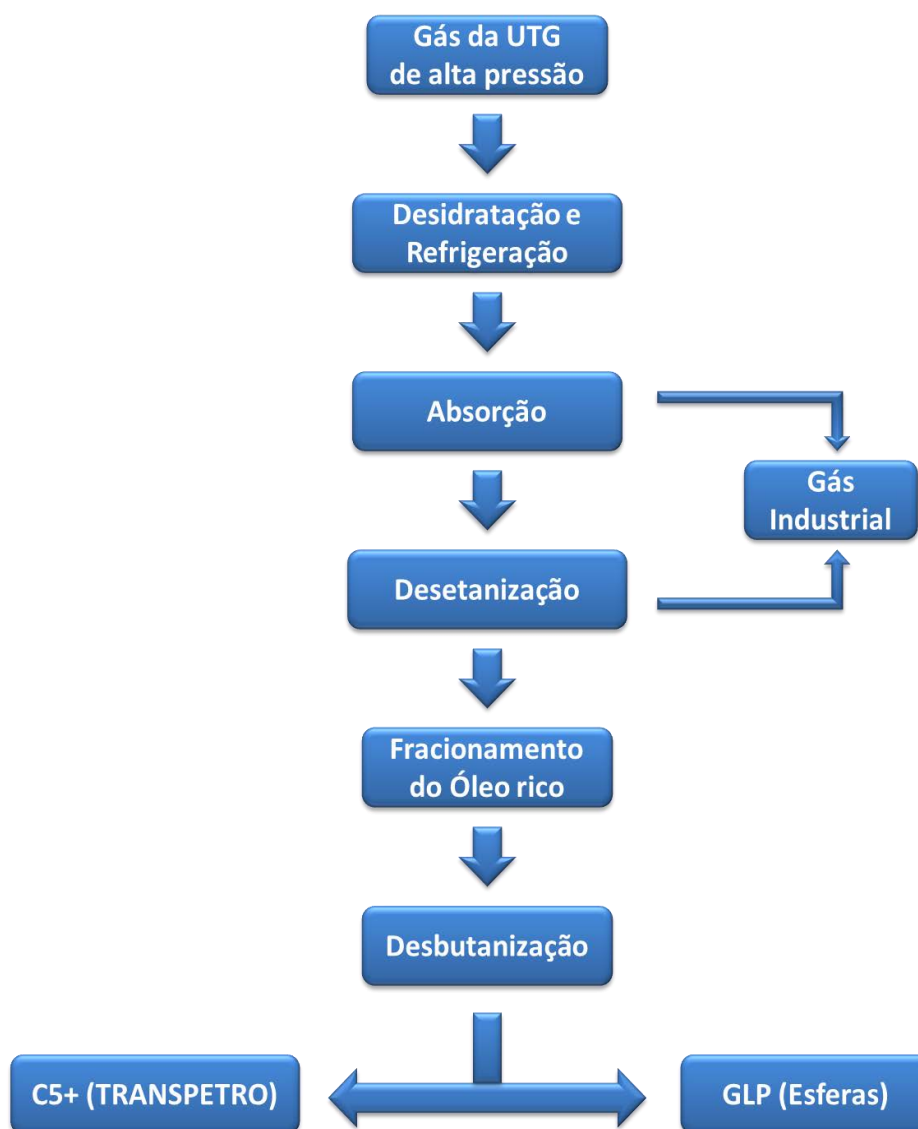 Gás da UTG
de alta pressão
Desidratação e
Refrigeração
Absorção
Gás
Industrial
Desetanização
Fracionamento
do Óleo rico
Desbutanização
C5+ (TRANSPETRO)
GLP (Esferas)